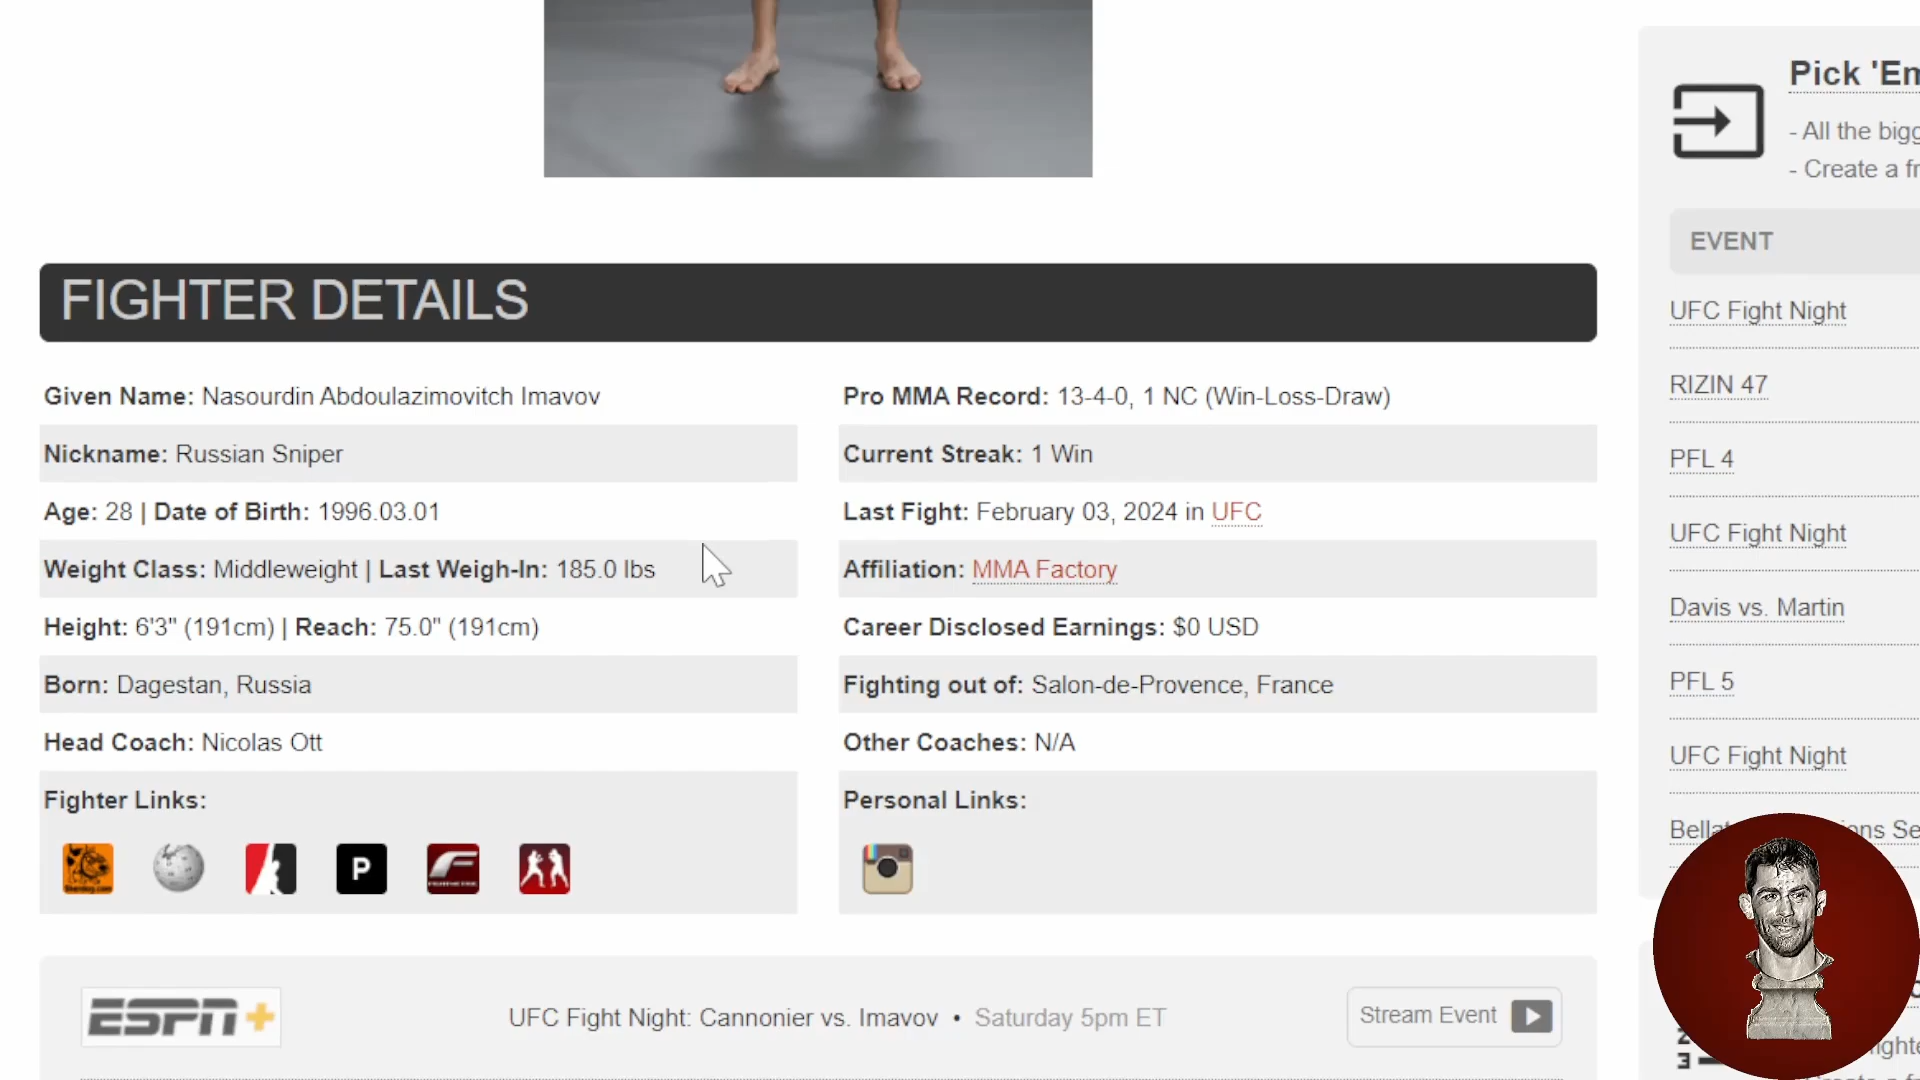 FIGHTER DETAILS
Given Name: Nasourdin Abdoulazimovitch Imavov
Pro MMA Record: 13-4-0, 1 NC (Win-Loss-Draw)
Nickname: Russian Sniper
Current Streak: 1 Win
Age: 28 | Date of Birth: 1996.03.01
Last Fight: February 03, 2024 in UFC
Weight Class: Middleweight | Last Weigh-In: 185.0 lbs
Affiliation: MMA Factory
Height: 6'3" (191cm) | Reach: 75.0" (191cm)
Career Disclosed Earnings: $0 USD
Born: Dagestan, Russia
Fighting out of: Salon-de-Provence, France
Head Coach: Nicolas Ott
Other Coaches: N/A
Fighter Links:
Personal Links:
P
ESPN+
UFC Fight Night: Cannonier vs. Imavov • Saturday 5pm ET
Stream Event
Pick 'Em
- All the bigg
- Create a fr
EVENT
UFC Fight Night
RIZIN 47
PFL 4
UFC Fight Night
Davis vs. Martin
PFL 5
UFC Fight Night